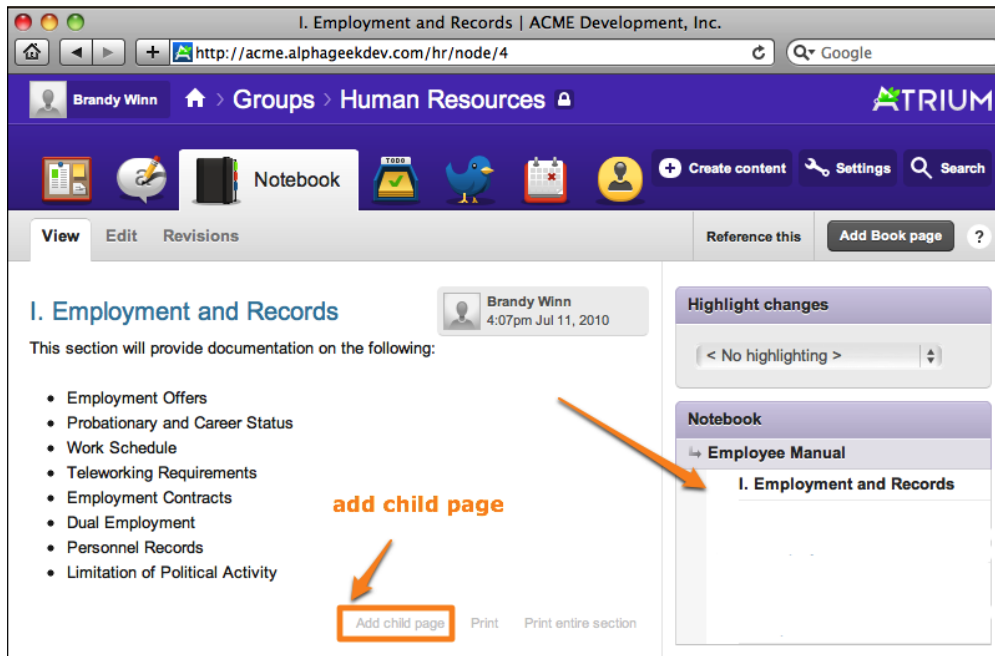 I. Employment and Records | ACME Development, Inc.
http://acme.alphageekdev.com/hr/node/4
Google
Brandy Winn
Groups › Human Resources
ATRIUM
Notebook
TODO
Create content
Settings
Search
View
Edit
Revisions
Reference this
Add Book page
?
I. Employment and Records
Brandy Winn
4:07pm Jul 11, 2010
This section will provide documentation on the following:
• Employment Offers
• Probationary and Career Status
• Work Schedule
• Teleworking Requirements
• Employment Contracts
• Dual Employment
• Personnel Records
• Limitation of Political Activity
add child page
Add child page
Print
Print entire section
Highlight changes
< No highlighting >
Notebook
Employee Manual
I. Employment and Records